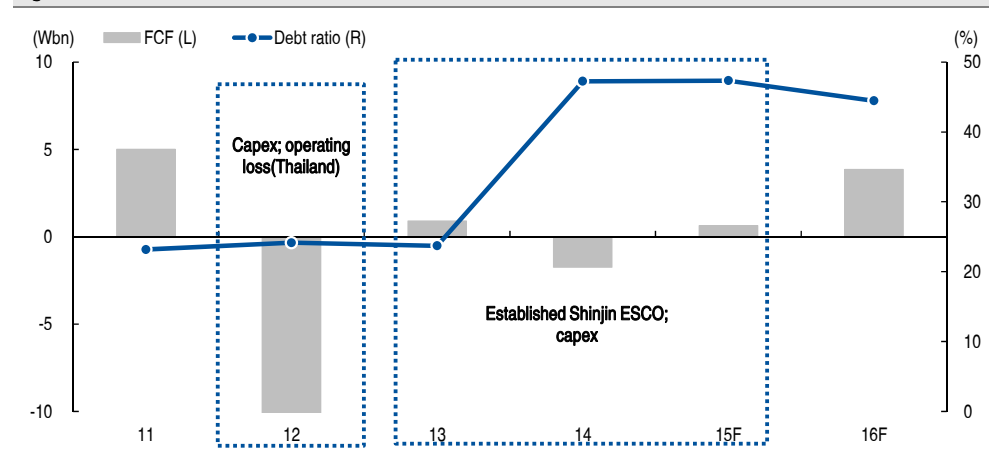 (Wbn)
FCF (L)
Debt ratio (R)
(%)
10
50
Capex; operating
loss(Thailand)
5
40
30
0
20
Established Shinjin ESCO;
capex
-5
10
-10
0
11
12
13
14
15F
16F